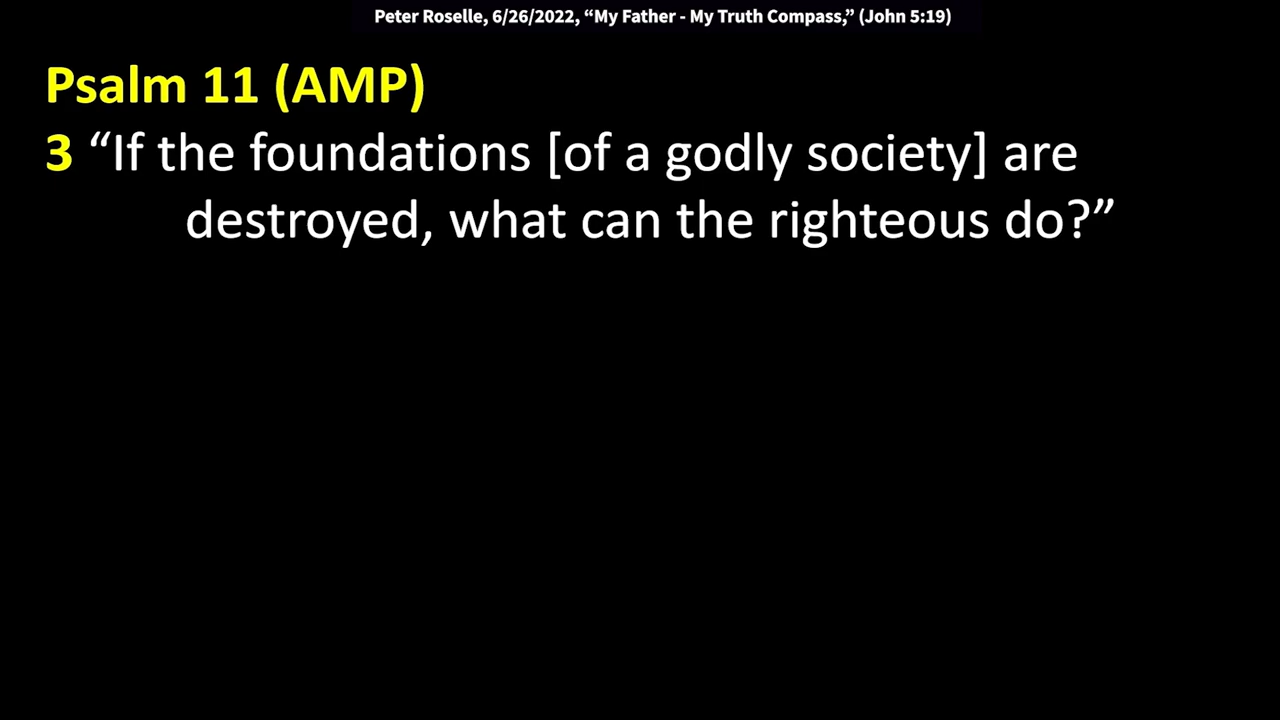 Peter Roselle, 6/26/2022, “My Father - My Truth Compass,” (John 5:19)
Psalm 11 (AMP)
3 “If the foundations [of a godly society] are
destroyed, what can the righteous do?”